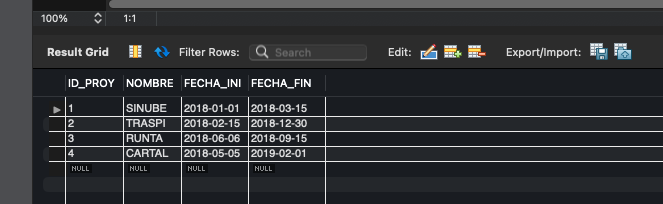 100% 1:1
Result Grid Filter Rows: Search Edit: Export/Import:
ID_PROY NOMBRE FECHA_INI FECHA_FIN
1 SINUBE 2018-01-01 2018-03-15
2 TRASPI 2018-02-15 2018-12-30
3 RUNTA 2018-06-06 2018-09-15
4 CARTAL 2018-05-05 2019-02-01
NULL NULL NULL NULL